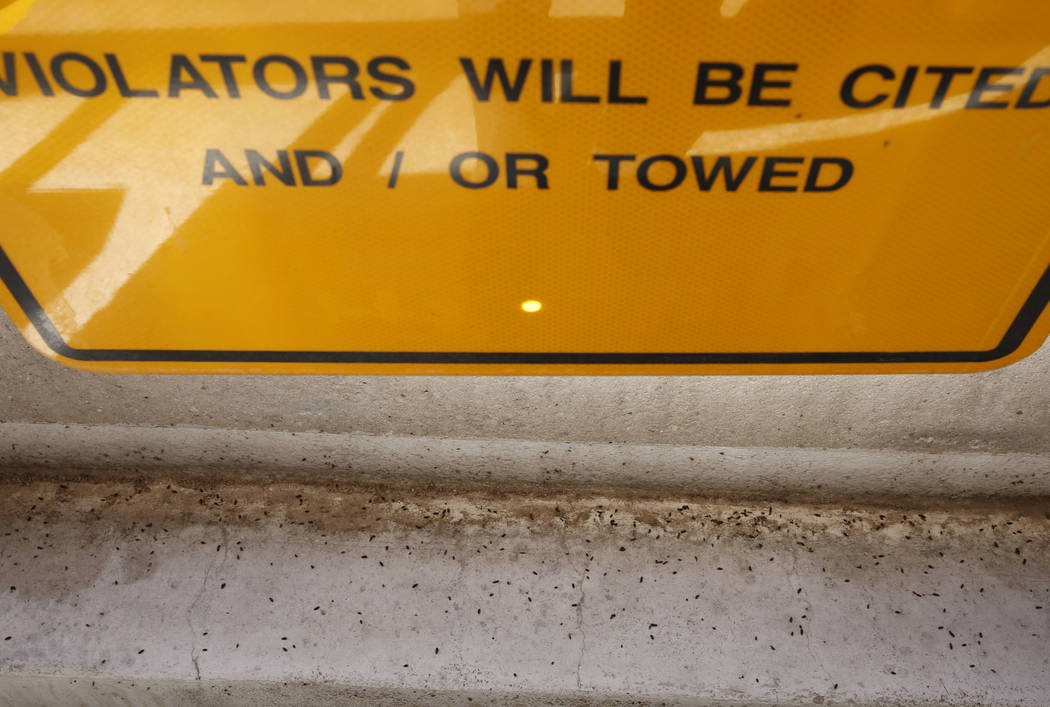 VIOLATORS WILL BE CITED
AND / OR TOWED